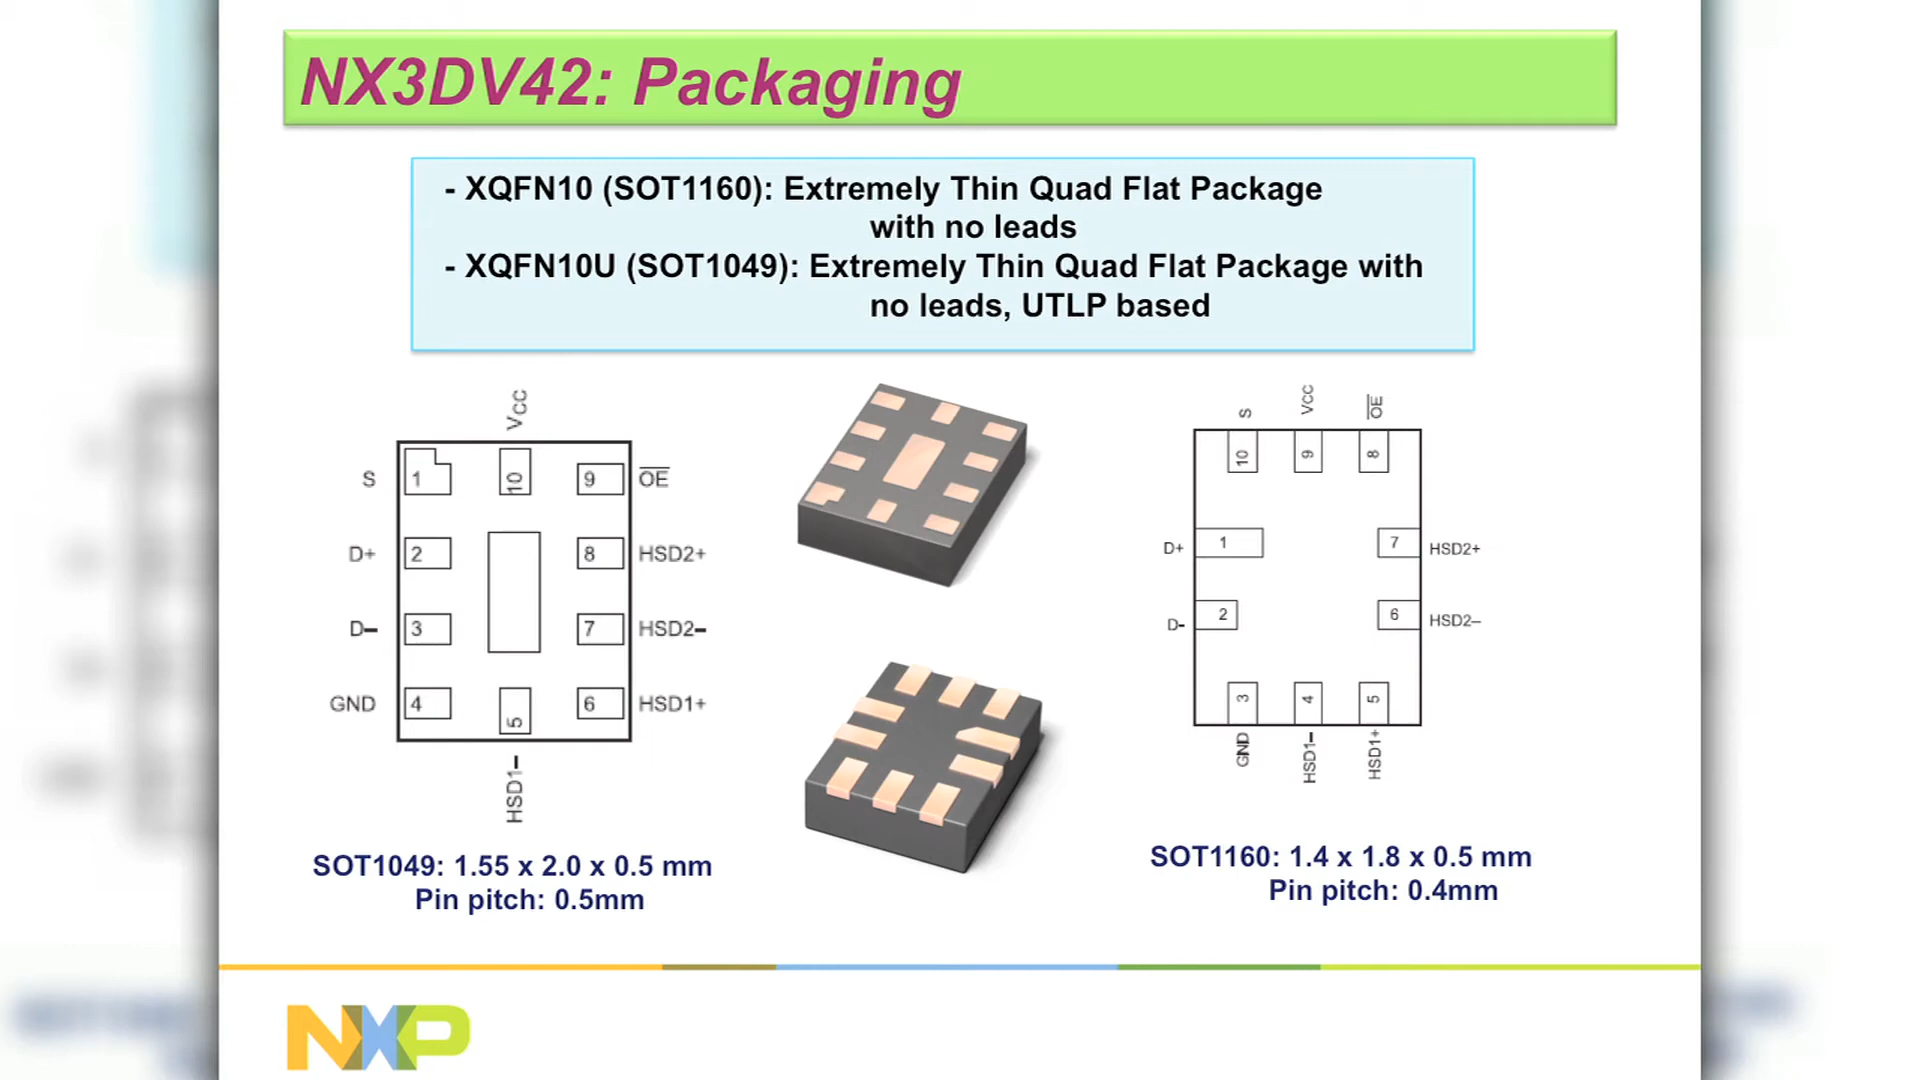 NX3DV42: Packaging
- XQFN10 (SOT1160): Extremely Thin Quad Flat Package
with no leads
- XQFN10U (SOT1049): Extremely Thin Quad Flat Package with
no leads, UTLP based
VCC
S 1 10 9 OE
D+ 2 8 HSD2+
D– 3 7 HSD2–
GND 4 5 6 HSD1+
HSD1–
SOT1049: 1.55 x 2.0 x 0.5 mm
Pin pitch: 0.5mm
S VCC OE
10 9 8
D+ 1 7 HSD2+
D- 2 6 HSD2–
3 4 5
GND HSD1– HSD1+
SOT1160: 1.4 x 1.8 x 0.5 mm
Pin pitch: 0.4mm
NXP